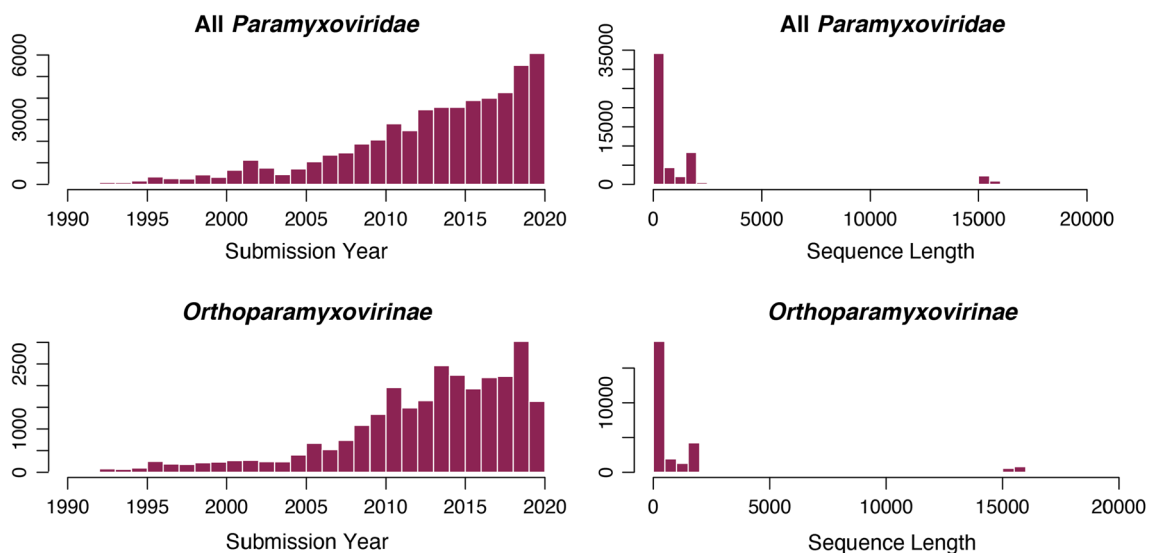 All Paramyxoviridae
6000
3000
0
1990 1995 2000 2005 2010 2015 2020
Submission Year
All Paramyxoviridae
35000
15000
0
0 5000 10000 15000 20000
Sequence Length
Orthoparamyxovirinae
2500
1000
0
1990 1995 2000 2005 2010 2015 2020
Submission Year
Orthoparamyxovirinae
10000
0
0 5000 10000 15000 20000
Sequence Length